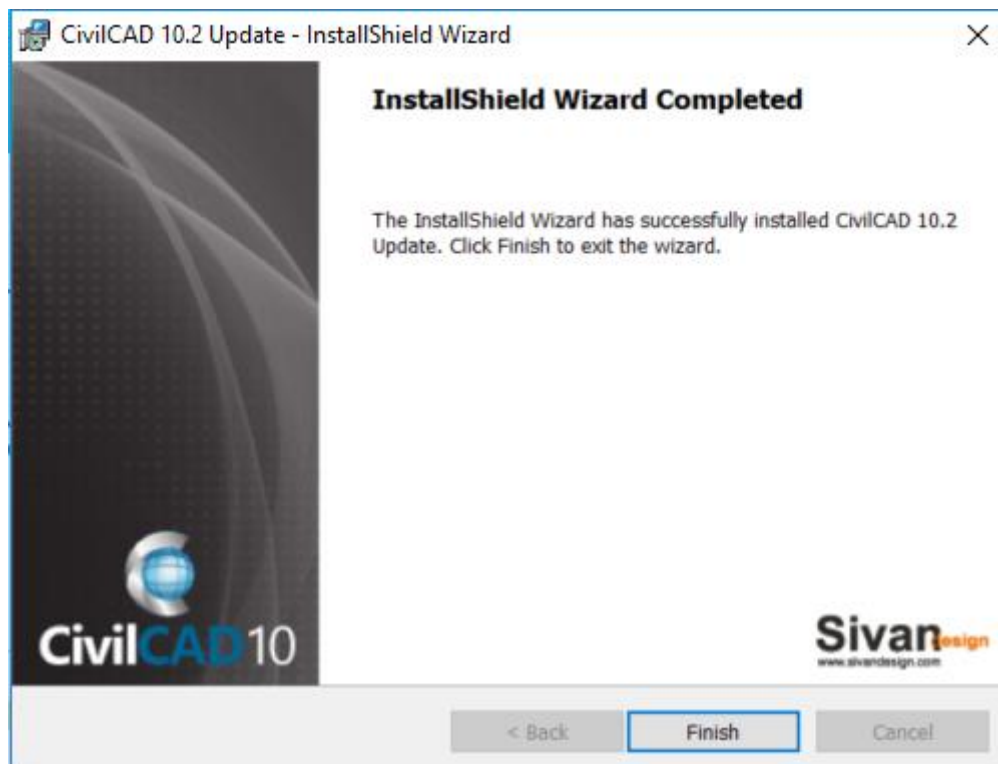 CivilCAD 10.2 Update - InstallShield Wizard
InstallShield Wizard Completed
The InstallShield Wizard has successfully installed CivilCAD 10.2
Update. Click Finish to exit the wizard.
CivilCAD10
Sivan design
www.sivandesign.com
< Back
Finish
Cancel